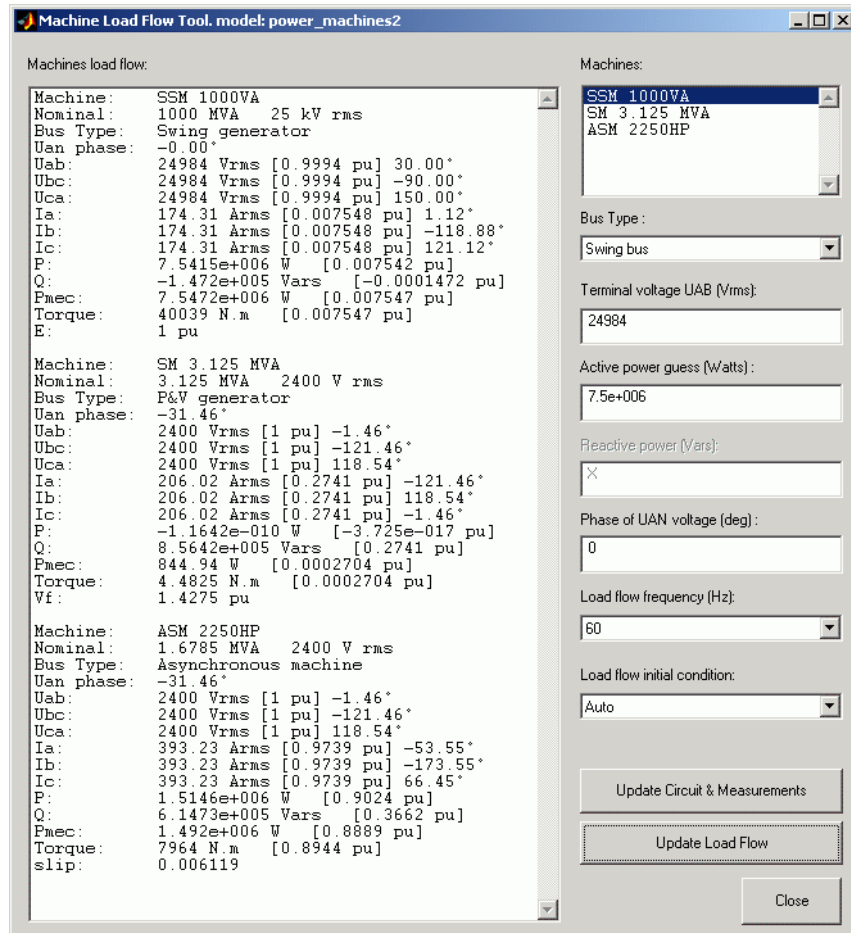 Machine Load Flow Tool. model: power_machines2
Machines load flow:
Machine: SSM 1000VA
Nominal: 1000 MVA 25 kV rms
Bus Type: Swing generator
Uan phase: -0.00°
Uab: 24984 Vrms [0.9994 pu] 30.00°
Ubc: 24984 Vrms [0.9994 pu] -90.00°
Uca: 24984 Vrms [0.9994 pu] 150.00°
Ia: 174.31 Arms [0.007548 pu] 1.12°
Ib: 174.31 Arms [0.007548 pu] -118.88°
Ic: 174.31 Arms [0.007548 pu] 121.12°
P: 7.5415e+006 W [0.007542 pu]
Q: -1.472e+005 Vars [-0.0001472 pu]
Pmec: 7.5472e+006 W [0.007547 pu]
Torque: 40039 N.m [0.007547 pu]
E: 1 pu
Machine: SM 3.125 MVA
Nominal: 3.125 MVA 2400 V rms
Bus Type: P&V generator
Uan phase: -31.46°
Uab: 2400 Vrms [1 pu] -1.46°
Ubc: 2400 Vrms [1 pu] -121.46°
Uca: 2400 Vrms [1 pu] 118.54°
Ia: 206.02 Arms [0.2741 pu] -121.46°
Ib: 206.02 Arms [0.2741 pu] 118.54°
Ic: 206.02 Arms [0.2741 pu] -1.46°
P: -1.1642e-010 W [-3.725e-017 pu]
Q: 8.5642e+005 Vars [0.2741 pu]
Pmec: 844.94 W [0.0002704 pu]
Torque: 4.4825 N.m [0.0002704 pu]
Vf: 1.4275 pu
Machine: ASM 2250HP
Nominal: 1.6785 MVA 2400 V rms
Bus Type: Asynchronous machine
Uan phase: -31.46°
Uab: 2400 Vrms [1 pu] -1.46°
Ubc: 2400 Vrms [1 pu] -121.46°
Uca: 2400 Vrms [1 pu] 118.54°
Ia: 393.23 Arms [0.9739 pu] -53.55°
Ib: 393.23 Arms [0.9739 pu] -173.55°
Ic: 393.23 Arms [0.9739 pu] 66.45°
P: 1.5146e+006 W [0.9024 pu]
Q: 6.1473e+005 Vars [0.3662 pu]
Pmec: 1.492e+006 W [0.8889 pu]
Torque: 7964 N.m [0.8944 pu]
slip: 0.006119
Machines:
SSM 1000VA
SM 3.125 MVA
ASM 2250HP
Bus Type :
Swing bus
Terminal voltage UAB (Vrms):
24984
Active power guess (Watts) :
7.5e+006
Reactive power (Vars):
X
Phase of UAN voltage (deg) :
0
Load flow frequency (Hz):
60
Load flow initial condition:
Auto
Update Circuit & Measurements
Update Load Flow
Close